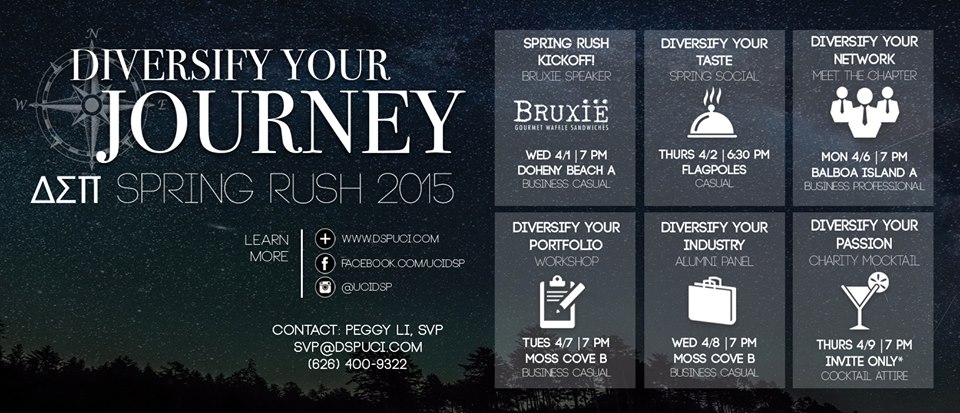 N
W
E
DIVERSIFY YOUR
JOURNEY
ΔΣΠ SPRING RUSH 2015
LEARN
MORE
WWW.DSPUCI.COM
FACEBOOK.COM/UCIDSP
@UCIDSP
CONTACT: PEGGY LI, SVP
SVP@DSPUCI.COM
(626) 400-9322
SPRING RUSH
KICKOFF!
BRUXIE SPEAKER
BRUXIE
GOURMET WAFFLE SANDWICHES
WED 4/1 | 7 PM
DOHENY BEACH A
BUSINESS CASUAL
DIVERSIFY YOUR
TASTE
SPRING SOCIAL
THURS 4/2 | 6:30 PM
FLAGPOLES
CASUAL
DIVERSIFY YOUR
NETWORK
MEET THE CHAPTER
MON 4/6 | 7 PM
BALBOA ISLAND A
BUSINESS PROFESSIONAL
DIVERSIFY YOUR
PORTFOLIO
WORKSHOP
TUES 4/7 | 7 PM
MOSS COVE B
BUSINESS CASUAL
DIVERSIFY YOUR
INDUSTRY
ALUMNI PANEL
WED 4/8 | 7 PM
MOSS COVE B
BUSINESS CASUAL
DIVERSIFY YOUR
PASSION
CHARITY MOCKTAIL
THURS 4/9 | 7 PM
INVITE ONLY*
COCKTAIL ATTIRE